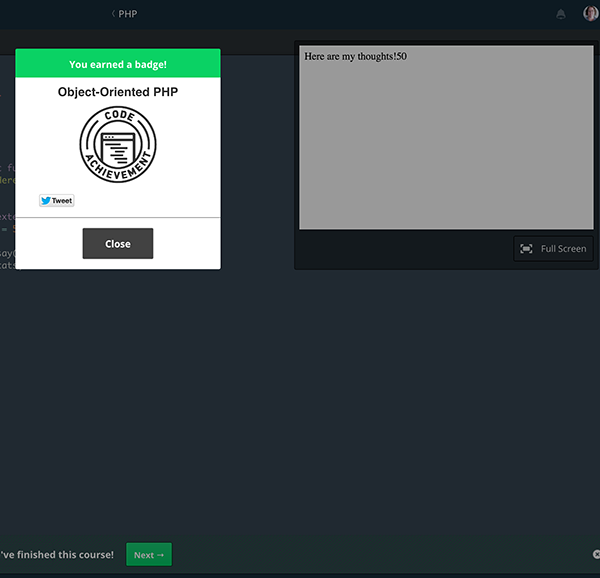 〈 PHP
You earned a badge!
Object-Oriented PHP
CODE
ACHIEVEMENT
Tweet
Close
Here are my thoughts!50
Full Screen
= 5
've finished this course!
Next →